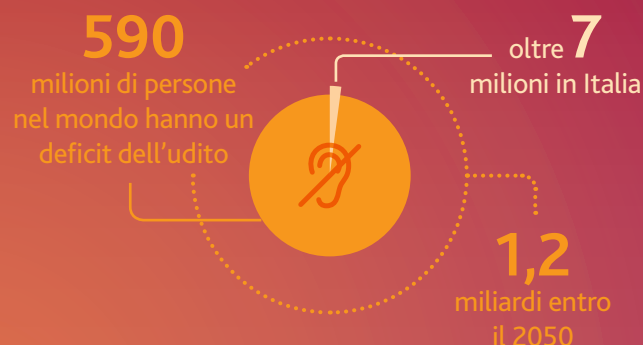 590
milioni di persone
nel mondo hanno un
deficit dell'udito
oltre 7
milioni in Italia
1,2
miliardi entro
il 2050